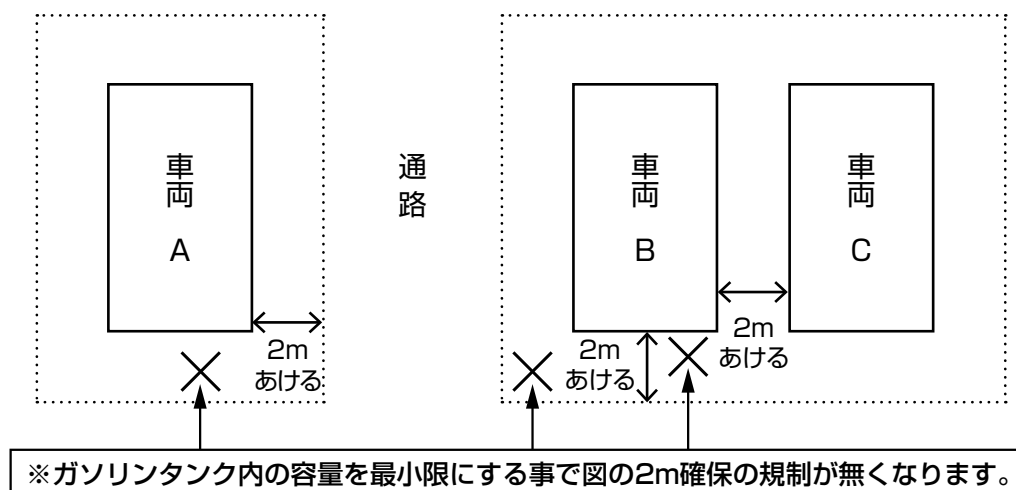 車両
A
2m
あける
通路
車両
B
2m
あける
2m
あける
車両
C
※ガソリンタンク内の容量を最小限にする事で図の2m確保の規制が無くなります。